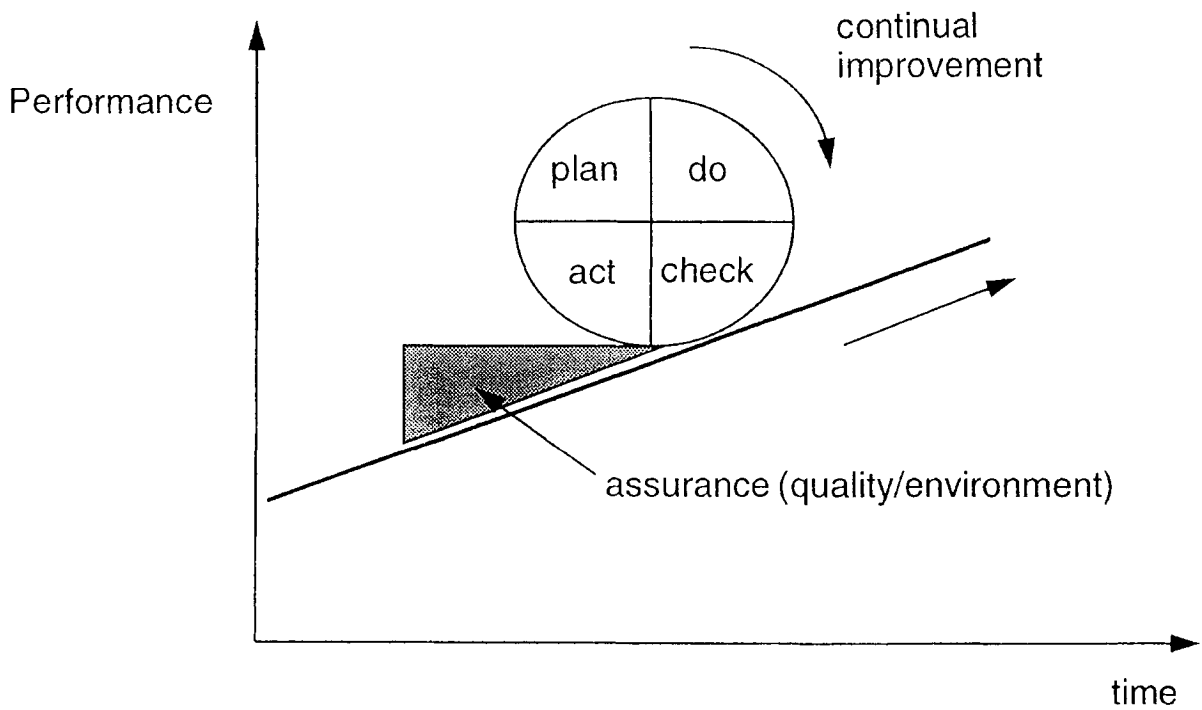 continual
improvement
Performance
plan
do
act
check
assurance (quality/environment)
time